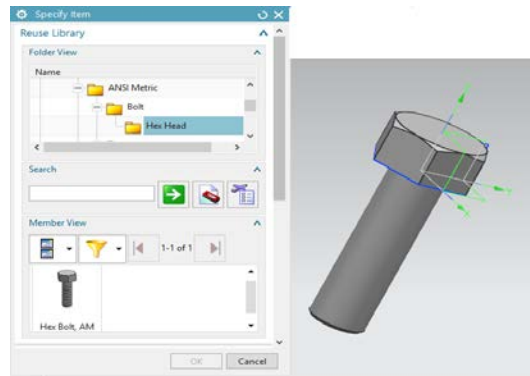 Specify Item
Reuse Library
Folder View
Name
ANSI Metric
Bolt
Hex Head
Search
Member View
1-1 of 1
Hex Bolt, AM
OK
Cancel